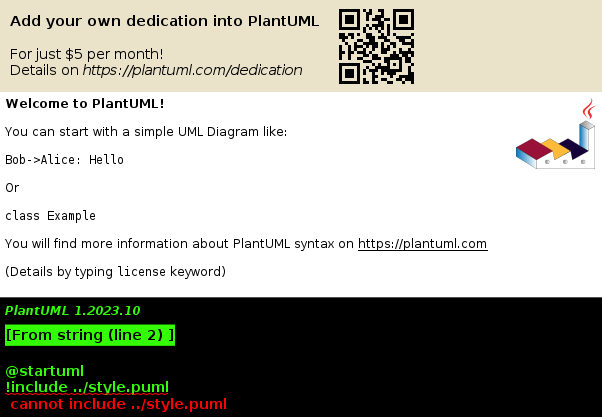 Add your own dedication into PlantUML
For just $5 per month!
Details on https://plantuml.com/dedication
Welcome to PlantUML!
You can start with a simple UML Diagram like:
Bob->Alice: Hello
Or
class Example
You will find more information about PlantUML syntax on https://plantuml.com
(Details by typing license keyword)
PlantUML 1.2023.10
[From string (line 2) ]
@startuml
!include ../style.puml
cannot include ../style.puml